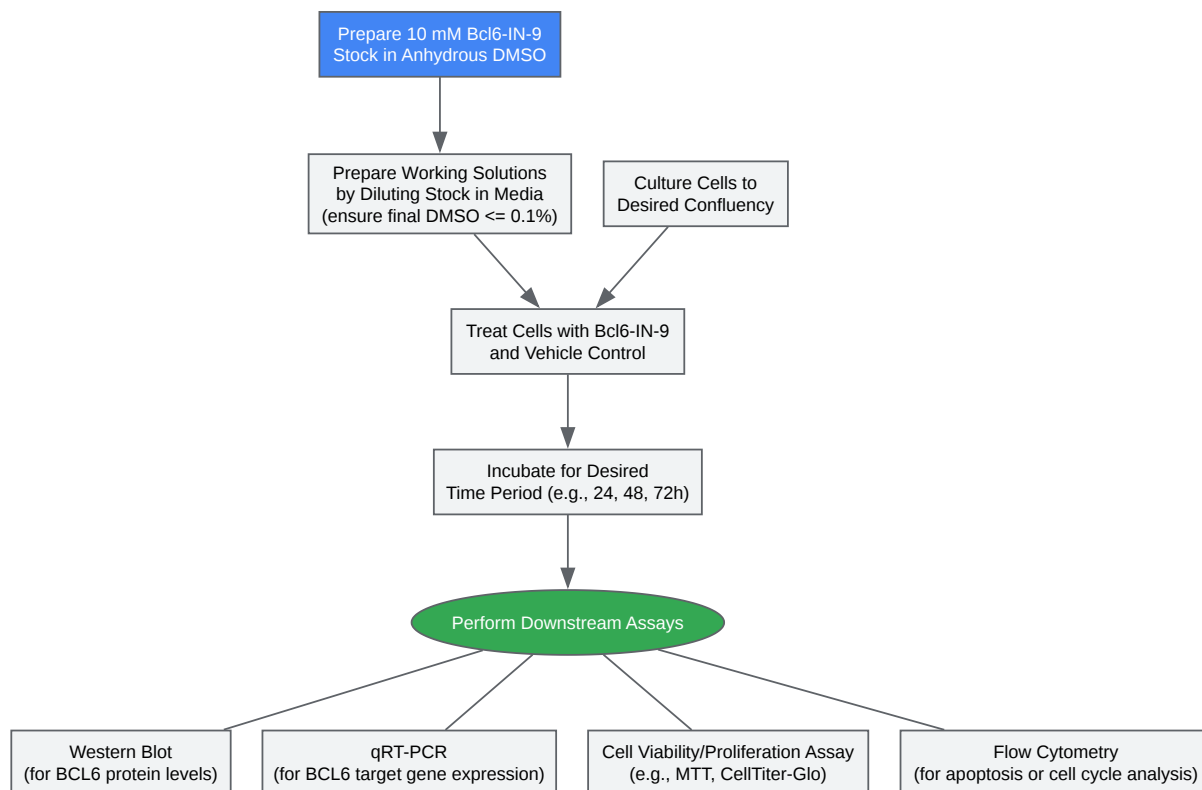 Prepare 10 mM Bcl6-IN-9
Stock in Anhydrous DMSO
Prepare Working Solutions
by Diluting Stock in Media
(ensure final DMSO <= 0.1%)
Culture Cells to
Desired Confluency
Treat Cells with Bcl6-IN-9
and Vehicle Control
Incubate for Desired
Time Period (e.g., 24, 48, 72h)
Perform Downstream Assays
Western Blot
(for BCL6 protein levels)
qRT-PCR
(for BCL6 target gene expression)
Cell Viability/Proliferation Assay
(e.g., MTT, CellTiter-Glo)
Flow Cytometry
(for apoptosis or cell cycle analysis)